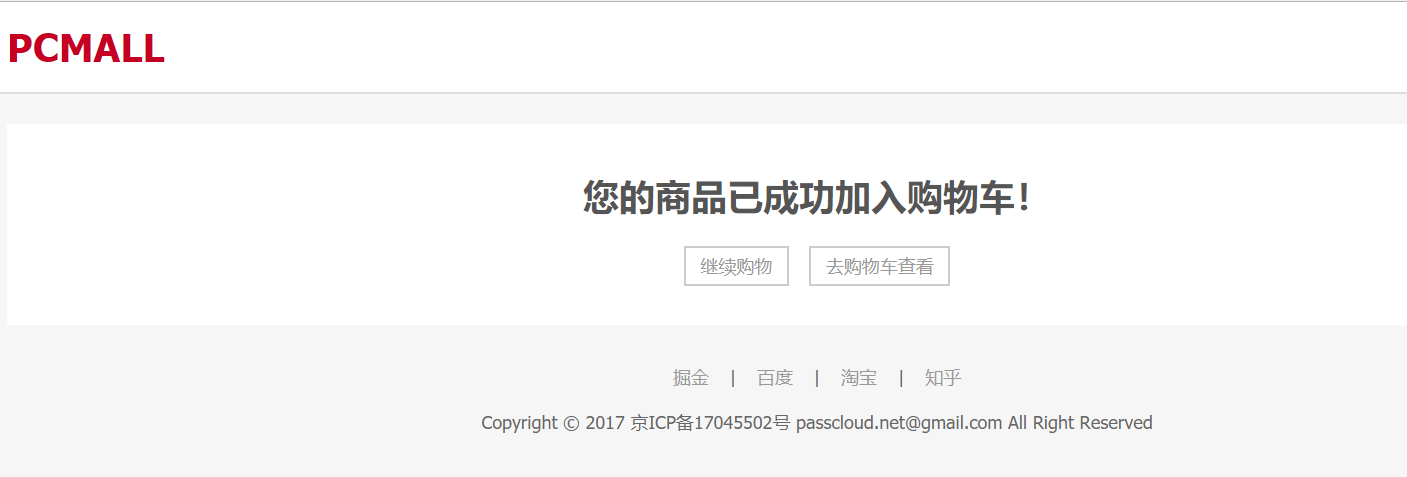 PCMALL
您的商品已成功加入购物车！
继续购物 去购物车查看
掘金 | 百度 | 淘宝 | 知乎
Copyright © 2017 京ICP备17045502号 passcloud.net@gmail.com All Right Reserved